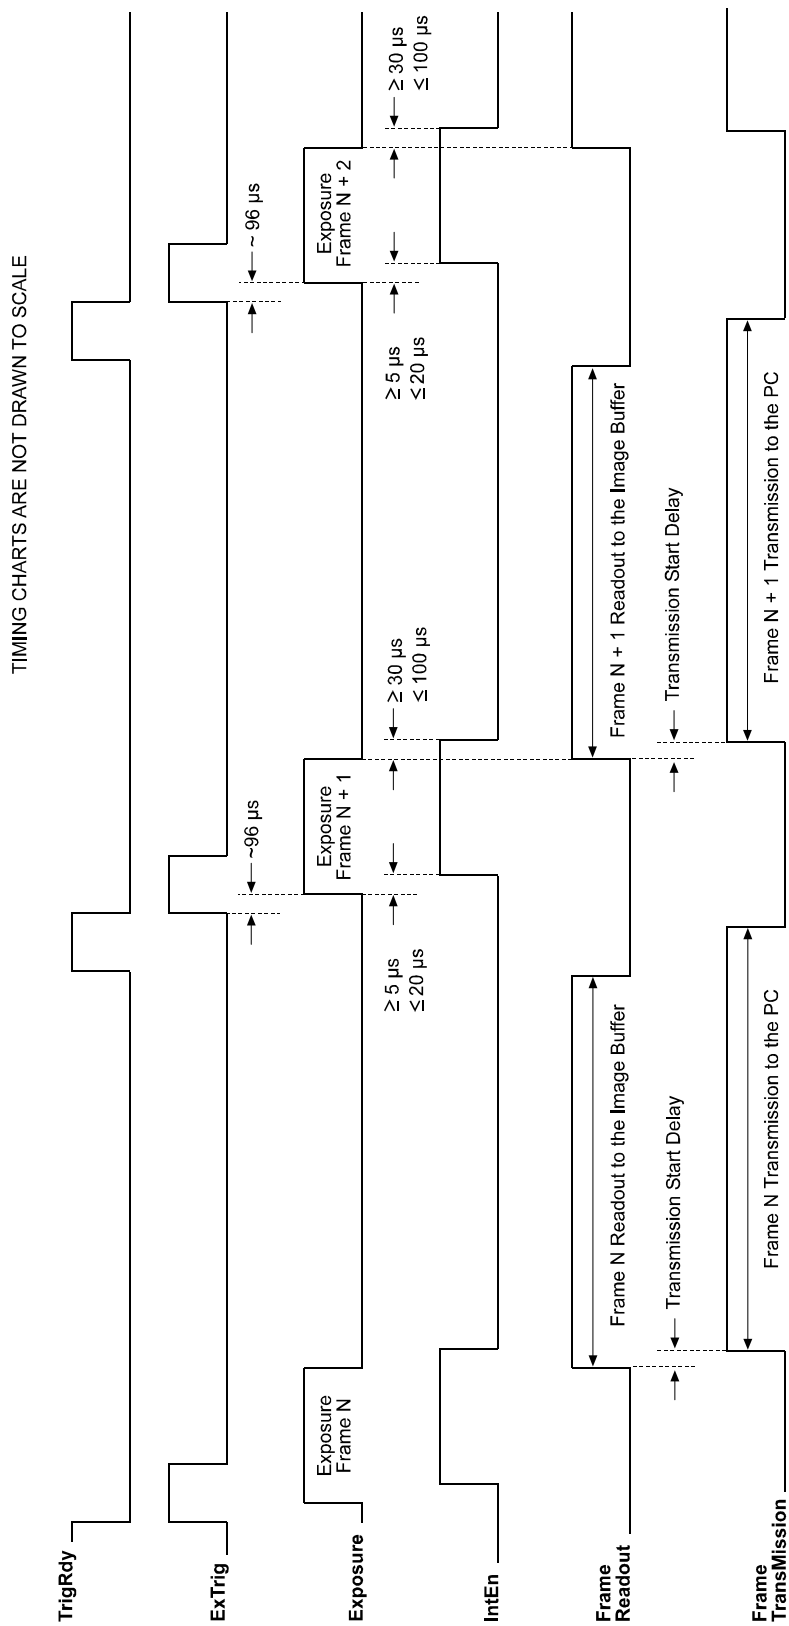 TIMING CHARTS ARE NOT DRAWN TO SCALE
TrigRdy
ExTrig
~96 µs
~ 96 µs
Exposure
Exposure
Frame N
Exposure
Frame N + 1
Exposure
Frame N + 2
≥ 5 µs
≤ 20 µs
≥ 30 µs
≤ 100 µs
≥ 5 µs
≤ 20 µs
≥ 30 µs
≤ 100 µs
IntEn
Frame
Readout
Frame N Readout to the Image Buffer
Frame N + 1 Readout to the Image Buffer
Transmission Start Delay
Transmission Start Delay
Frame
TransMission
Frame N Transmission to the PC
Frame N + 1 Transmission to the PC